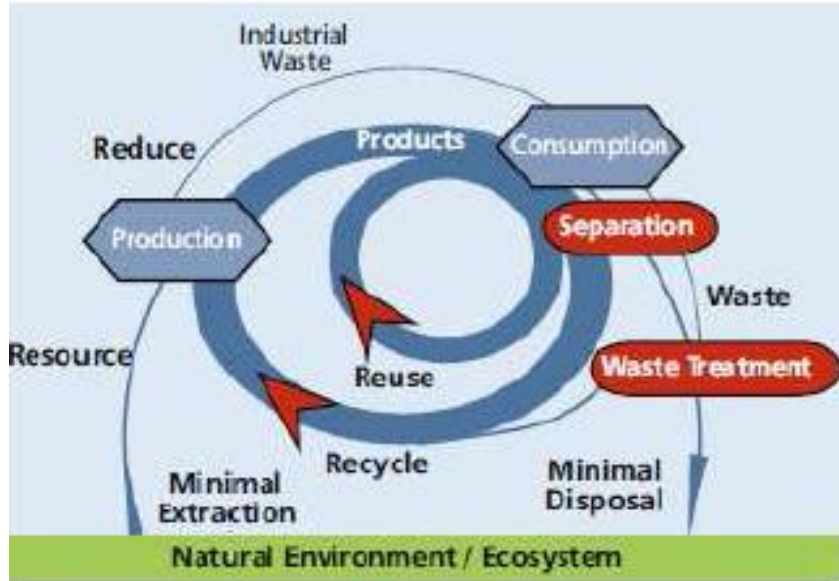 Industrial
Waste
Reduce
Products
Consumption
Production
Separation
Waste
Resource
Waste Treatment
Reuse
Recycle
Minimal
Extraction
Minimal
Disposal
Natural Environment / Ecosystem